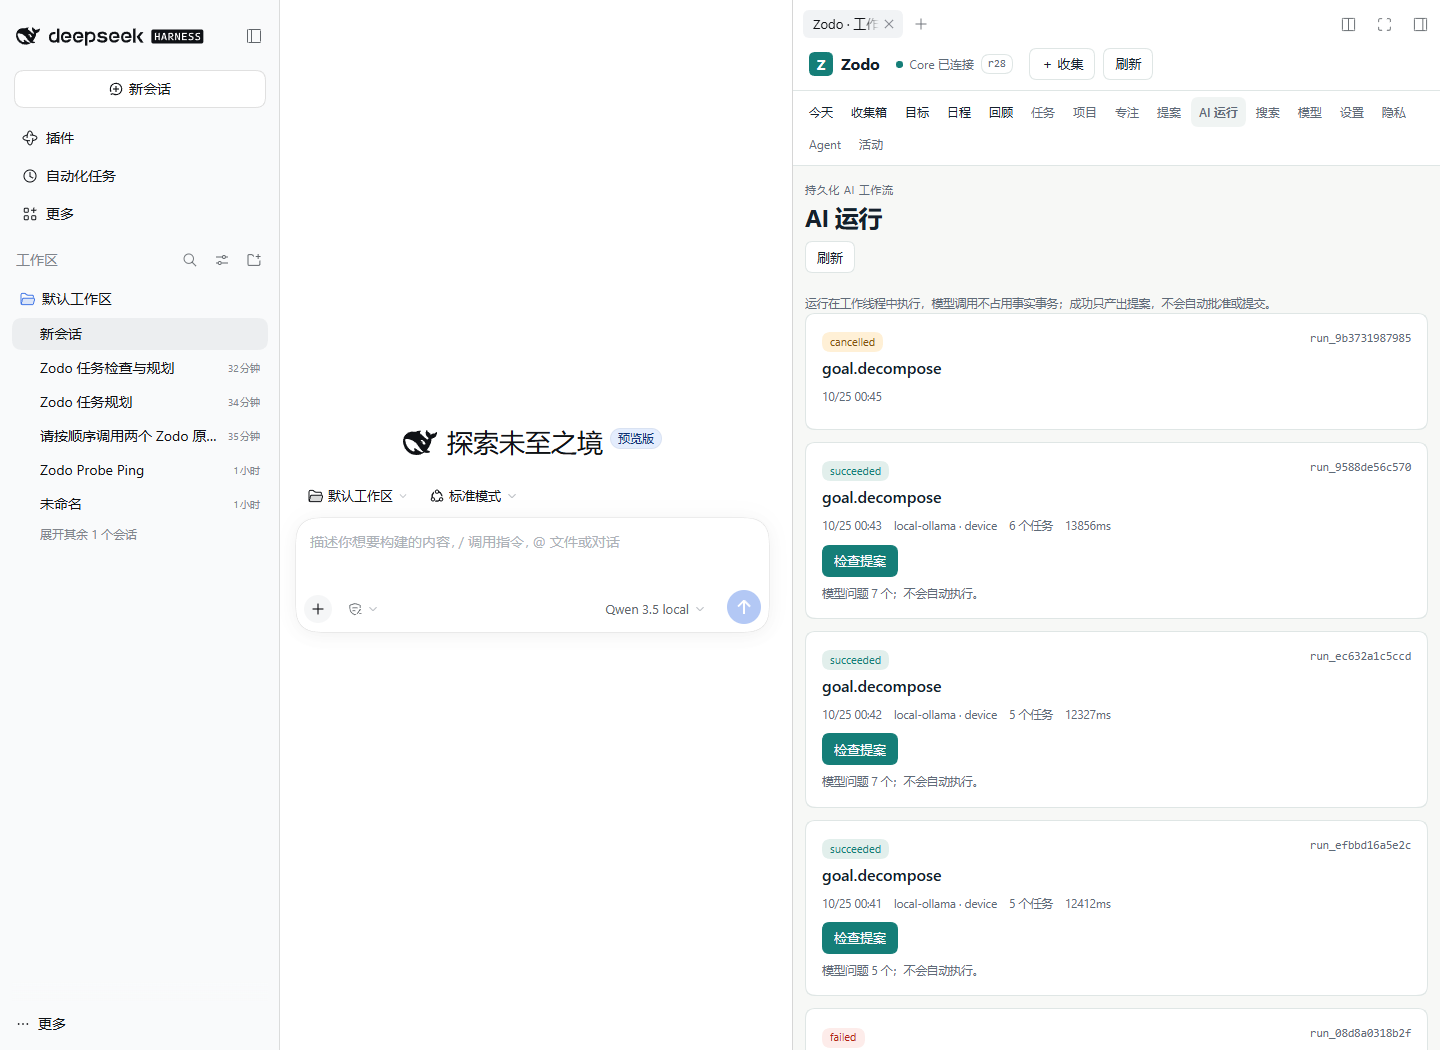 deepseek HARNESS
新会话
插件
自动化任务
更多
工作区
默认工作区
新会话
Zodo 任务检查与规划 32分钟
Zodo 任务规划 34分钟
请按顺序调用两个 Zodo 原... 35分钟
Zodo Probe Ping 1小时
未命名 1小时
展开其余 1 个会话
更多
探索未至之境 预览版
默认工作区 标准模式
描述你想要构建的内容, / 调用指令, @ 文件或对话
Qwen 3.5 local
Zodo · 工作
Z Zodo Core 已连接 r28 + 收集 刷新
今天 收集箱 目标 日程 回顾 任务 项目 专注 提案 AI 运行 搜索 模型 设置 隐私
Agent 活动
持久化 AI 工作流
AI 运行
刷新
运行在工作线程中执行，模型调用不占用事实事务；成功只产出提案，不会自动批准或提交。
cancelled run_9b3731987985
goal.decompose
10/25 00:45
succeeded run_9588de56c570
goal.decompose
10/25 00:43 local-ollama · device 6 个任务 13856ms
检查提案
模型问题 7 个；不会自动执行。
succeeded run_ec632a1c5ccd
goal.decompose
10/25 00:42 local-ollama · device 5 个任务 12327ms
检查提案
模型问题 7 个；不会自动执行。
succeeded run_efbbd16a5e2c
goal.decompose
10/25 00:41 local-ollama · device 5 个任务 12412ms
检查提案
模型问题 5 个；不会自动执行。
failed run_08d8a0318b2f